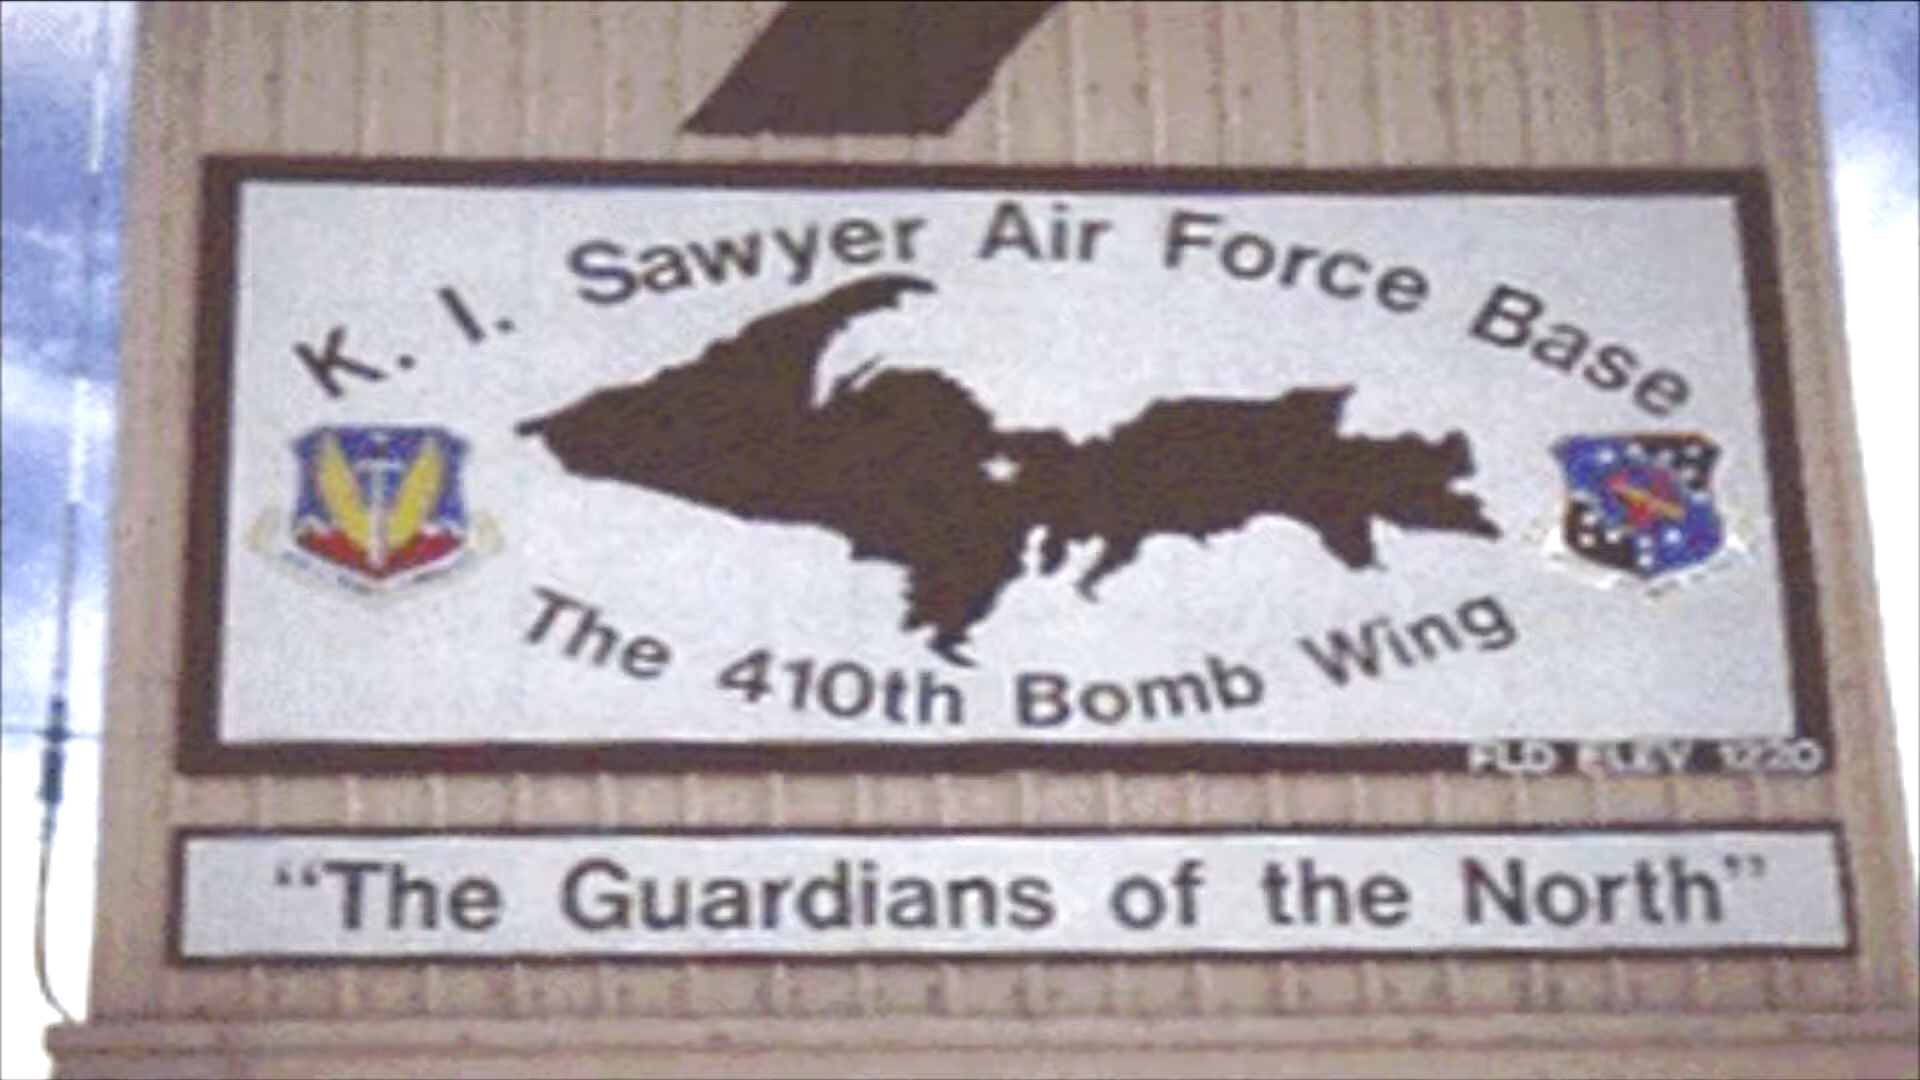 K. I. Sawyer Air Force Base
The 410th Bomb Wing
FLD ELEV 1220
“The Guardians of the North”